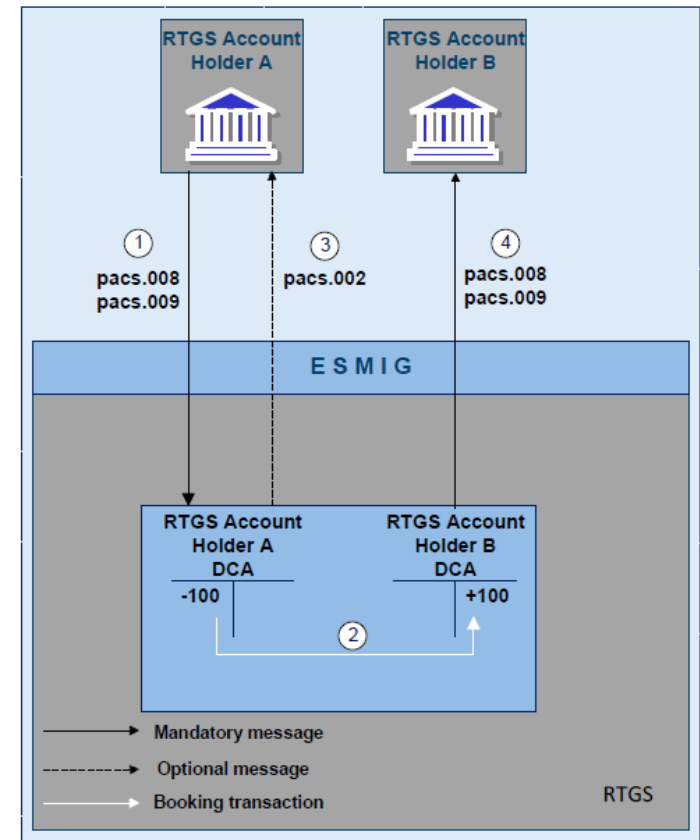 RTGS Account
Holder A
RTGS Account
Holder B
1
pacs.008
pacs.009
3
pacs.002
4
pacs.008
pacs.009
E S M I G
RTGS Account
Holder A
DCA
-100
RTGS Account
Holder B
DCA
+100
2
Mandatory message
Optional message
Booking transaction
RTGS